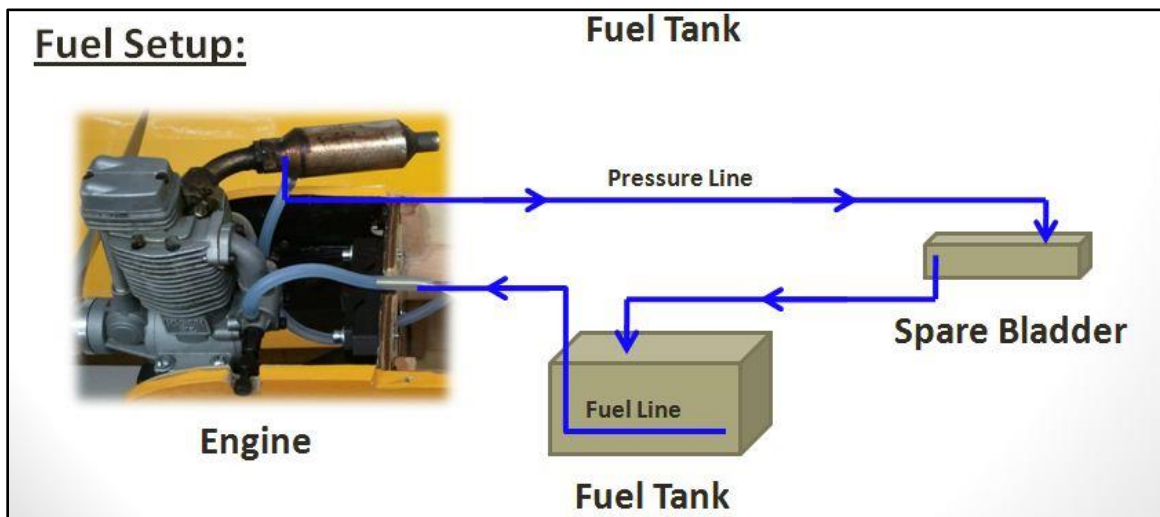 Fuel Setup:
Fuel Tank
Pressure Line
Spare Bladder
Fuel Line
Engine
Fuel Tank